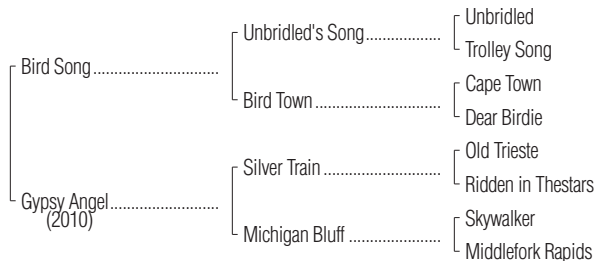 Unbridled
Unbridled's Song..................
Trolley Song
Bird Song.........................
Cape Town
Bird Town.........................
Dear Birdie
Old Trieste
Silver Train .......................
Ridden in Thestars
Gypsy Angel......................
(2010)
Skywalker
Michigan Bluff ..................
Middlefork Rapids